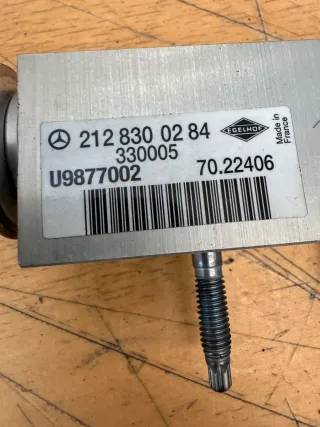 212 830 02 84
EGELHOF
Made in
France
330005
U9877002
70.22406